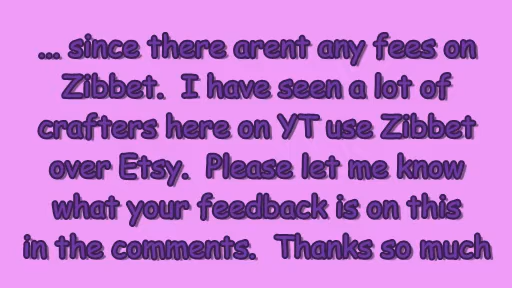 ... since there arent any fees on
Zibbet.  I have seen a lot of
crafters here on YT use Zibbet
over Etsy.  Please let me know
what your feedback is on this
in the comments.   Thanks so much